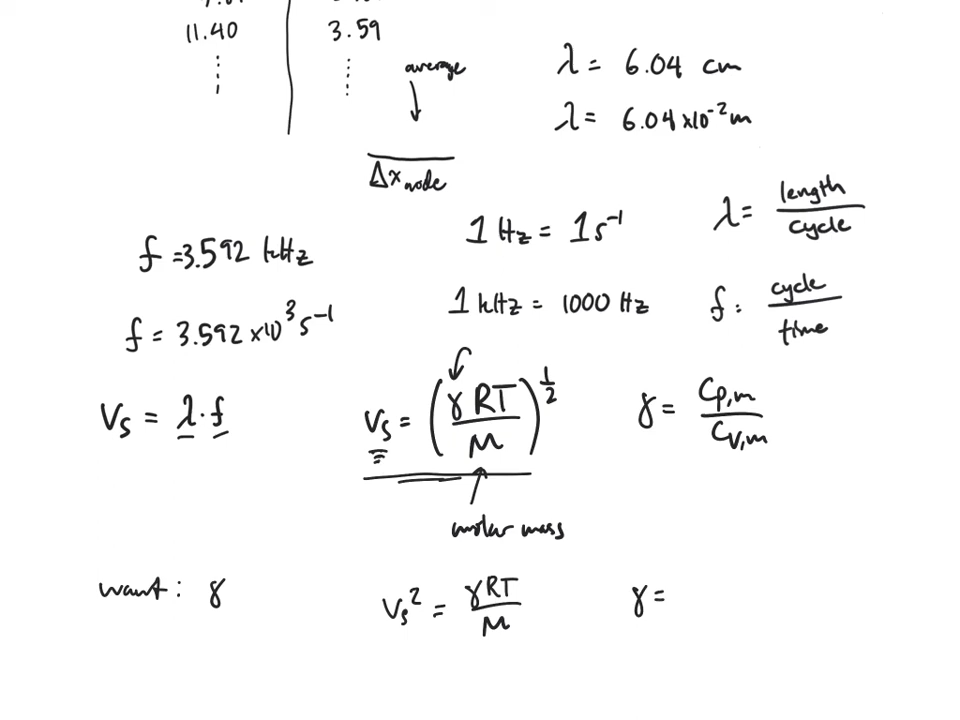 11.40 3.59
average
λ = 6.04 cm
λ = 6.04 x10⁻² m
Δx node
1 Hz = 1 s⁻¹
λ = length / cycle
f = 3.592 kHz
1 kHz = 1000 Hz
f = cycle / time
f = 3.592 x10³ s⁻¹
Vs = λ · f
Vs = (γRT / M)^1/2
γ = Cp,m / Cv,m
molar mass
want : γ
Vs² = γRT / M
γ =